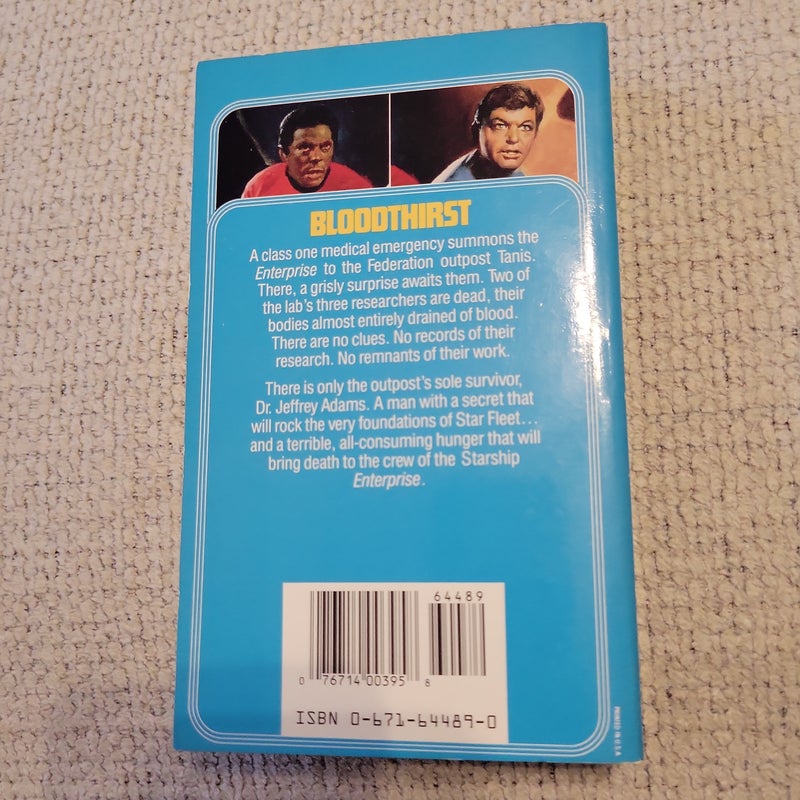 BLOODTHIRST
A class one medical emergency summons the
Enterprise to the Federation outpost Tanis.
There, a grisly surprise awaits them. Two of
the lab's three researchers are dead, their
bodies almost entirely drained of blood.
There are no clues. No records of their
research. No remnants of their work.
There is only the outpost's sole survivor,
Dr. Jeffrey Adams. A man with a secret that
will rock the very foundations of Star Fleet...
and a terrible, all-consuming hunger that will
bring death to the crew of the Starship
Enterprise.
64489
0 76714 00395 8
ISBN 0-671-64489-0
PRINTED IN U.S.A.